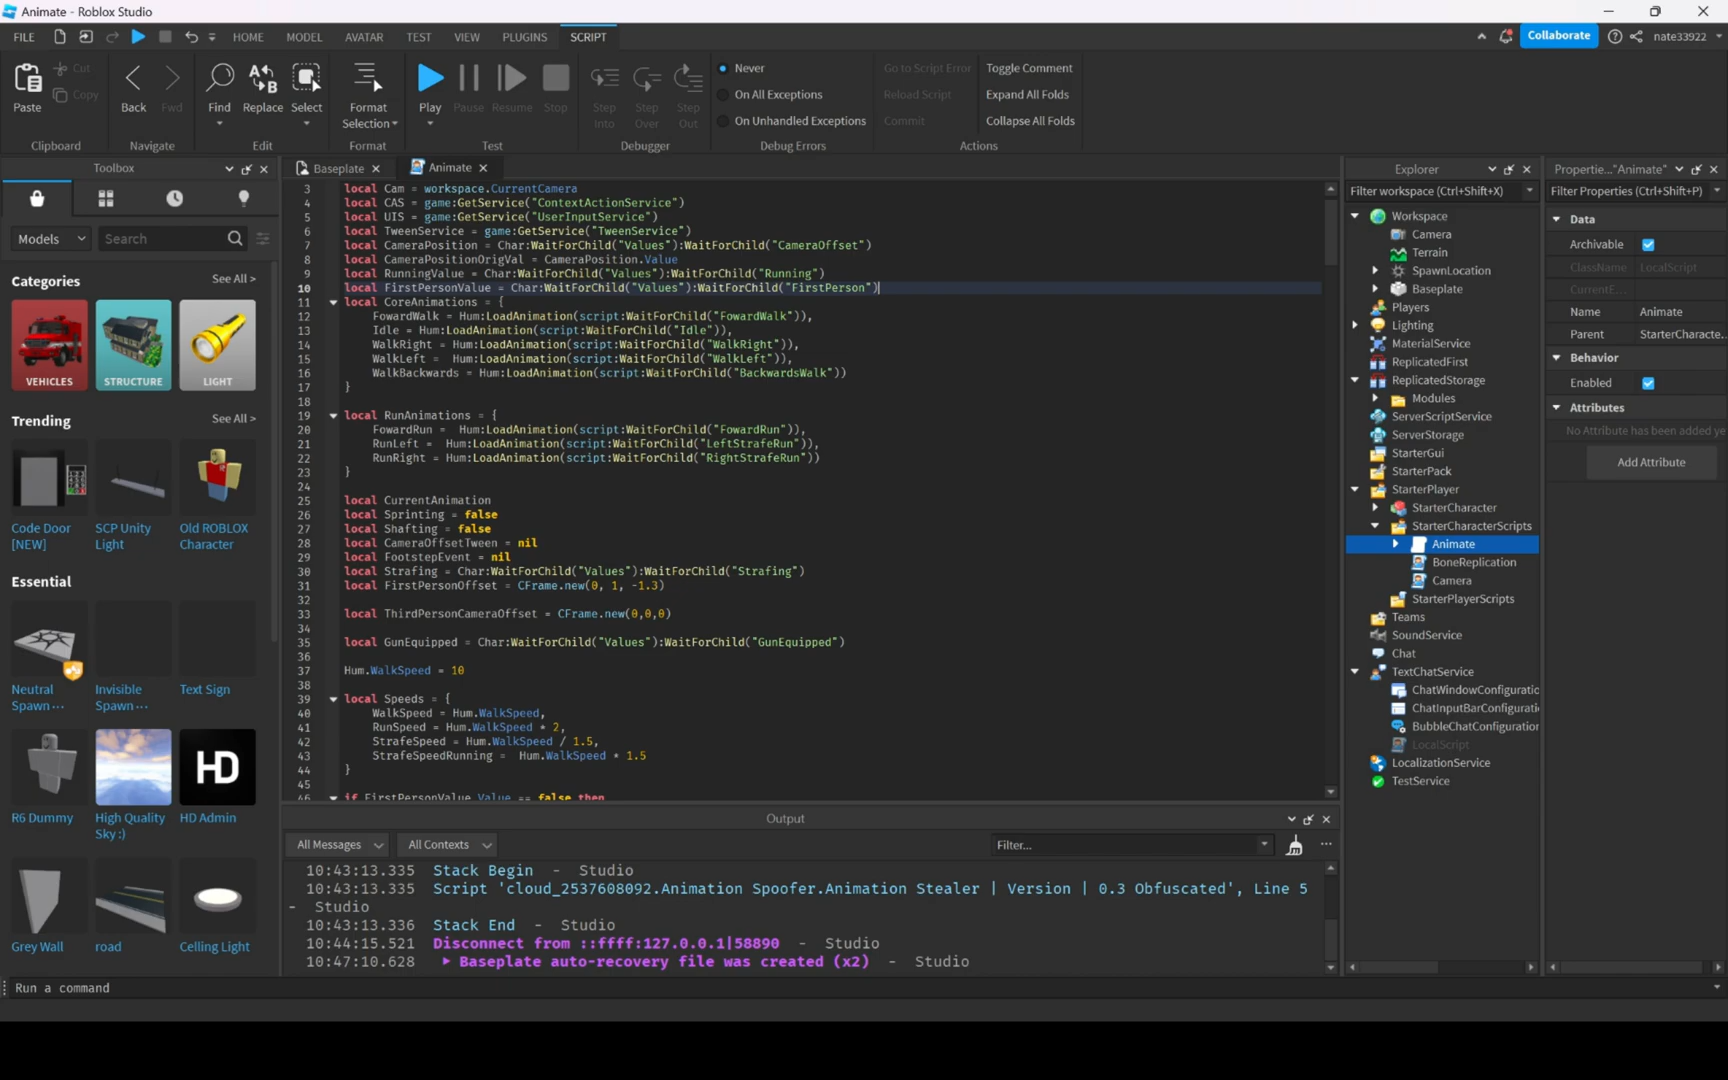 Animate - Roblox Studio
FILE
HOME
MODEL
AVATAR
TEST
VIEW
PLUGINS
SCRIPT
Collaborate
nate33922
Paste
Cut
Copy
Clipboard
Back
Fwd
Navigate
Find
Replace
Select
Edit
Format
Selection
Format
Play
Pause
Resume
Stop
Test
Step
Into
Step
Over
Step
Out
Debugger
Never
On All Exceptions
On Unhandled Exceptions
Debug Errors
Go to Script Error
Reload Script
Commit
Toggle Comment
Expand All Folds
Collapse All Folds
Actions
Toolbox
Models
Search
Categories
See All >
VEHICLES
STRUCTURE
LIGHT
Trending
See All >
Code Door
[NEW]
SCP Unity
Light
Old ROBLOX
Character
Essential
Neutral
Spawn···
Invisible
Spawn···
Text Sign
HD
R6 Dummy
High Quality
Sky :)
HD Admin
Grey Wall
road
Celling Light
Baseplate
Animate
3 local Cam = workspace.CurrentCamera
4 local CAS = game:GetService("ContextActionService")
5 local UIS = game:GetService("UserInputService")
6 local TweenService = game:GetService("TweenService")
7 local CameraPosition = Char:WaitForChild("Values"):WaitForChild("CameraOffset")
8 local CameraPositionOrigVal = CameraPosition.Value
9 local RunningValue = Char:WaitForChild("Values"):WaitForChild("Running")
10 local FirstPersonValue = Char:WaitForChild("Values"):WaitForChild("FirstPerson")
11 local CoreAnimations = {
12 FowardWalk = Hum:LoadAnimation(script:WaitForChild("FowardWalk")),
13 Idle = Hum:LoadAnimation(script:WaitForChild("Idle")),
14 WalkRight = Hum:LoadAnimation(script:WaitForChild("WalkRight")),
15 WalkLeft = Hum:LoadAnimation(script:WaitForChild("WalkLeft")),
16 WalkBackwards = Hum:LoadAnimation(script:WaitForChild("BackwardsWalk"))
17 }
18
19 local RunAnimations = {
20 FowardRun = Hum:LoadAnimation(script:WaitForChild("FowardRun")),
21 RunLeft = Hum:LoadAnimation(script:WaitForChild("LeftStrafeRun")),
22 RunRight = Hum:LoadAnimation(script:WaitForChild("RightStrafeRun"))
23 }
24
25 local CurrentAnimation
26 local Sprinting = false
27 local Shafting = false
28 local CameraOffsetTween = nil
29 local FootstepEvent = nil
30 local Strafing = Char:WaitForChild("Values"):WaitForChild("Strafing")
31 local FirstPersonOffset = CFrame.new(0, 1, -1.3)
32
33 local ThirdPersonCameraOffset = CFrame.new(0,0,0)
34
35 local GunEquipped = Char:WaitForChild("Values"):WaitForChild("GunEquipped")
36
37 Hum.WalkSpeed = 10
38
39 local Speeds = {
40 WalkSpeed = Hum.WalkSpeed,
41 RunSpeed = Hum.WalkSpeed * 2,
42 StrafeSpeed = Hum.WalkSpeed / 1.5,
43 StrafeSpeedRunning = Hum.WalkSpeed * 1.5
44 }
45
46 if FirstPersonValue.Value == false then
Output
All Messages
All Contexts
Filter...
10:43:13.335 Stack Begin - Studio
10:43:13.335 Script 'cloud_2537608092.Animation Spoofer.Animation Stealer | Version | 0.3 Obfuscated', Line 5
- Studio
10:43:13.336 Stack End - Studio
10:44:15.521 Disconnect from ::ffff:127.0.0.1|58890 - Studio
10:47:10.628 Baseplate auto-recovery file was created (x2) - Studio
Run a command
Explorer
Filter workspace (Ctrl+Shift+X)
Workspace
Camera
Terrain
SpawnLocation
Baseplate
Players
Lighting
MaterialService
ReplicatedFirst
ReplicatedStorage
Modules
ServerScriptService
ServerStorage
StarterGui
StarterPack
StarterPlayer
StarterCharacter
StarterCharacterScripts
Animate
BoneReplication
Camera
StarterPlayerScripts
Teams
SoundService
Chat
TextChatService
ChatWindowConfiguratio
ChatInputBarConfigurati
BubbleChatConfiguration
LocalScript
LocalizationService
TestService
Propertie..."Animate"
Filter Properties (Ctrl+Shift+P)
Data
Archivable
ClassName LocalScript
CurrentE...
Name Animate
Parent StarterCharacte...
Behavior
Enabled
Attributes
No Attribute has been added ye
Add Attribute